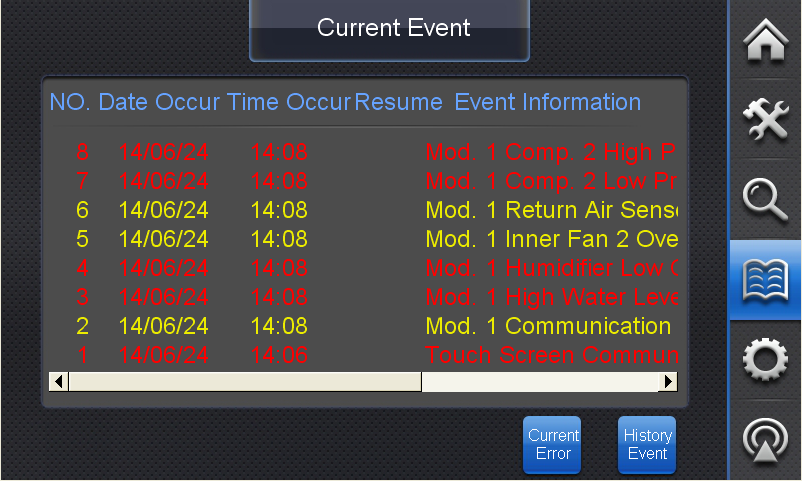 Current Event
NO. Date Occur Time Occur Resume Event Information
8 14/06/24 14:08 Mod. 1 Comp. 2 High P
7 14/06/24 14:08 Mod. 1 Comp. 2 Low Pr
6 14/06/24 14:08 Mod. 1 Return Air Sens
5 14/06/24 14:08 Mod. 1 Inner Fan 2 Ove
4 14/06/24 14:08 Mod. 1 Humidifier Low
3 14/06/24 14:08 Mod. 1 High Water Leve
2 14/06/24 14:08 Mod. 1 Communication
1 14/06/24 14:06 Touch Screen Commun
Current
Error
History
Event